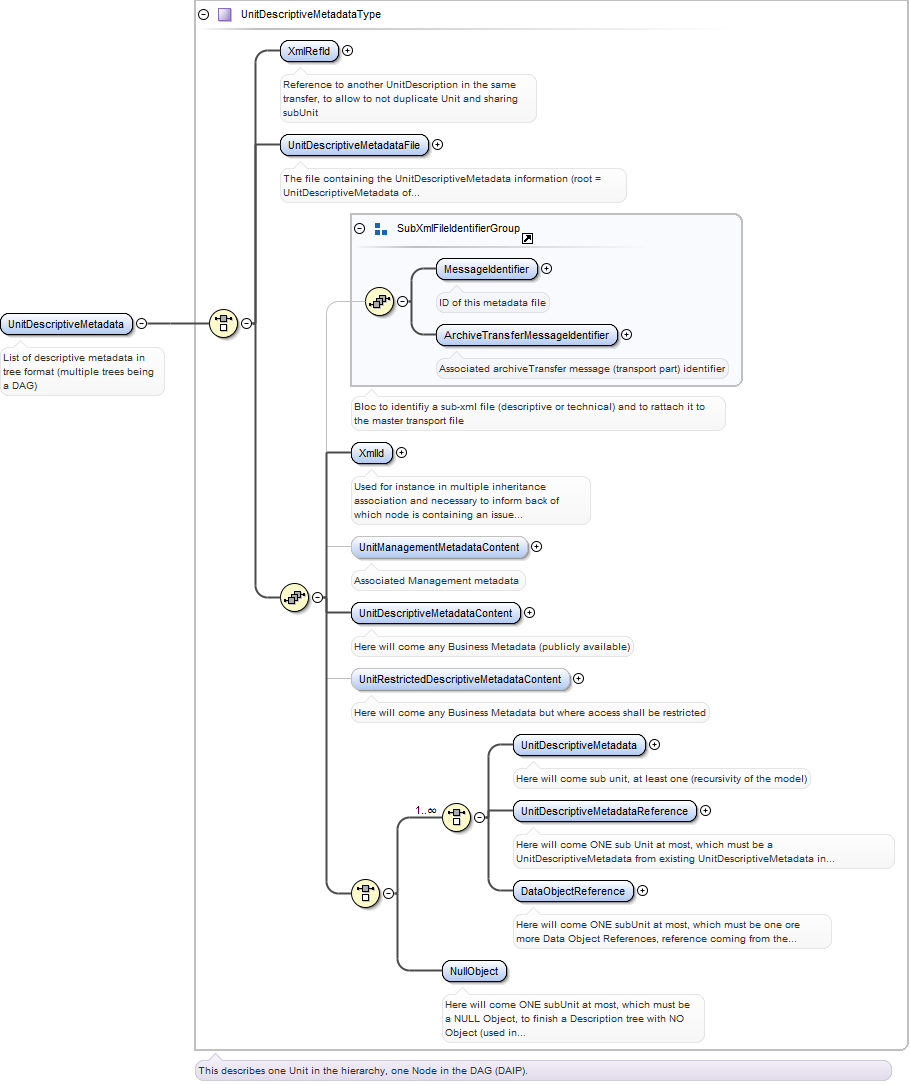 UnitDescriptiveMetadataType
XmlRefId
Reference to another UnitDescription in the same
transfer, to allow to not duplicate Unit and sharing
subUnit
UnitDescriptiveMetadataFile
The file containing the UnitDescriptiveMetadata information (root =
UnitDescriptiveMetadata of...
SubXmlFileIdentifierGroup
MessageIdentifier
ID of this metadata file
ArchiveTransferMessageIdentifier
Associated archiveTransfer message (transport part) identifier
Bloc to identifiy a sub-xml file (descriptive or technical) and to rattach it to
the master transport file
UnitDescriptiveMetadata
List of descriptive metadata in
tree format (multiple trees being
a DAG)
XmlId
Used for instance in multiple inheritance
association and necessary to inform back of
which node is containing an issue...
UnitManagementMetadataContent
Associated Management metadata
UnitDescriptiveMetadataContent
Here will come any Business Metadata (publicly available)
UnitRestrictedDescriptiveMetadataContent
Here will come any Business Metadata but where access shall be restricted
UnitDescriptiveMetadata
Here will come sub unit, at least one (recursivity of the model)
1..∞
UnitDescriptiveMetadataReference
Here will come ONE sub Unit at most, which must be a
UnitDescriptiveMetadata from existing UnitDescriptiveMetadata in...
DataObjectReference
Here will come ONE subUnit at most, which must be one ore
more Data Object References, reference coming from the...
NullObject
Here will come ONE subUnit at most, which must be
a NULL Object, to finish a Description tree with NO
Object (used in...
This describes one Unit in the hierarchy, one Node in the DAG (DAIP).